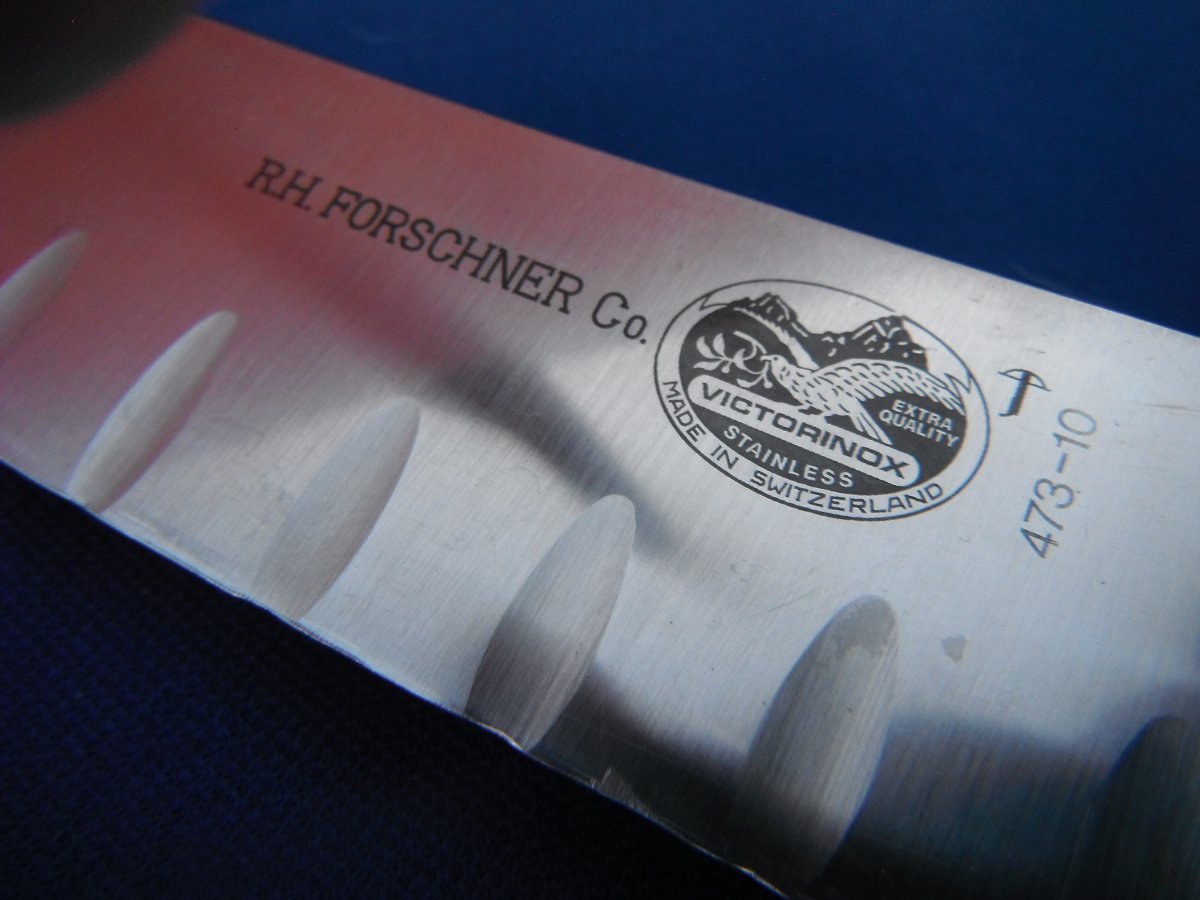 R.H. FORSCHNER Co.
VICTORINOX
EXTRA
QUALITY
STAINLESS
MADE IN SWITZERLAND
473-10